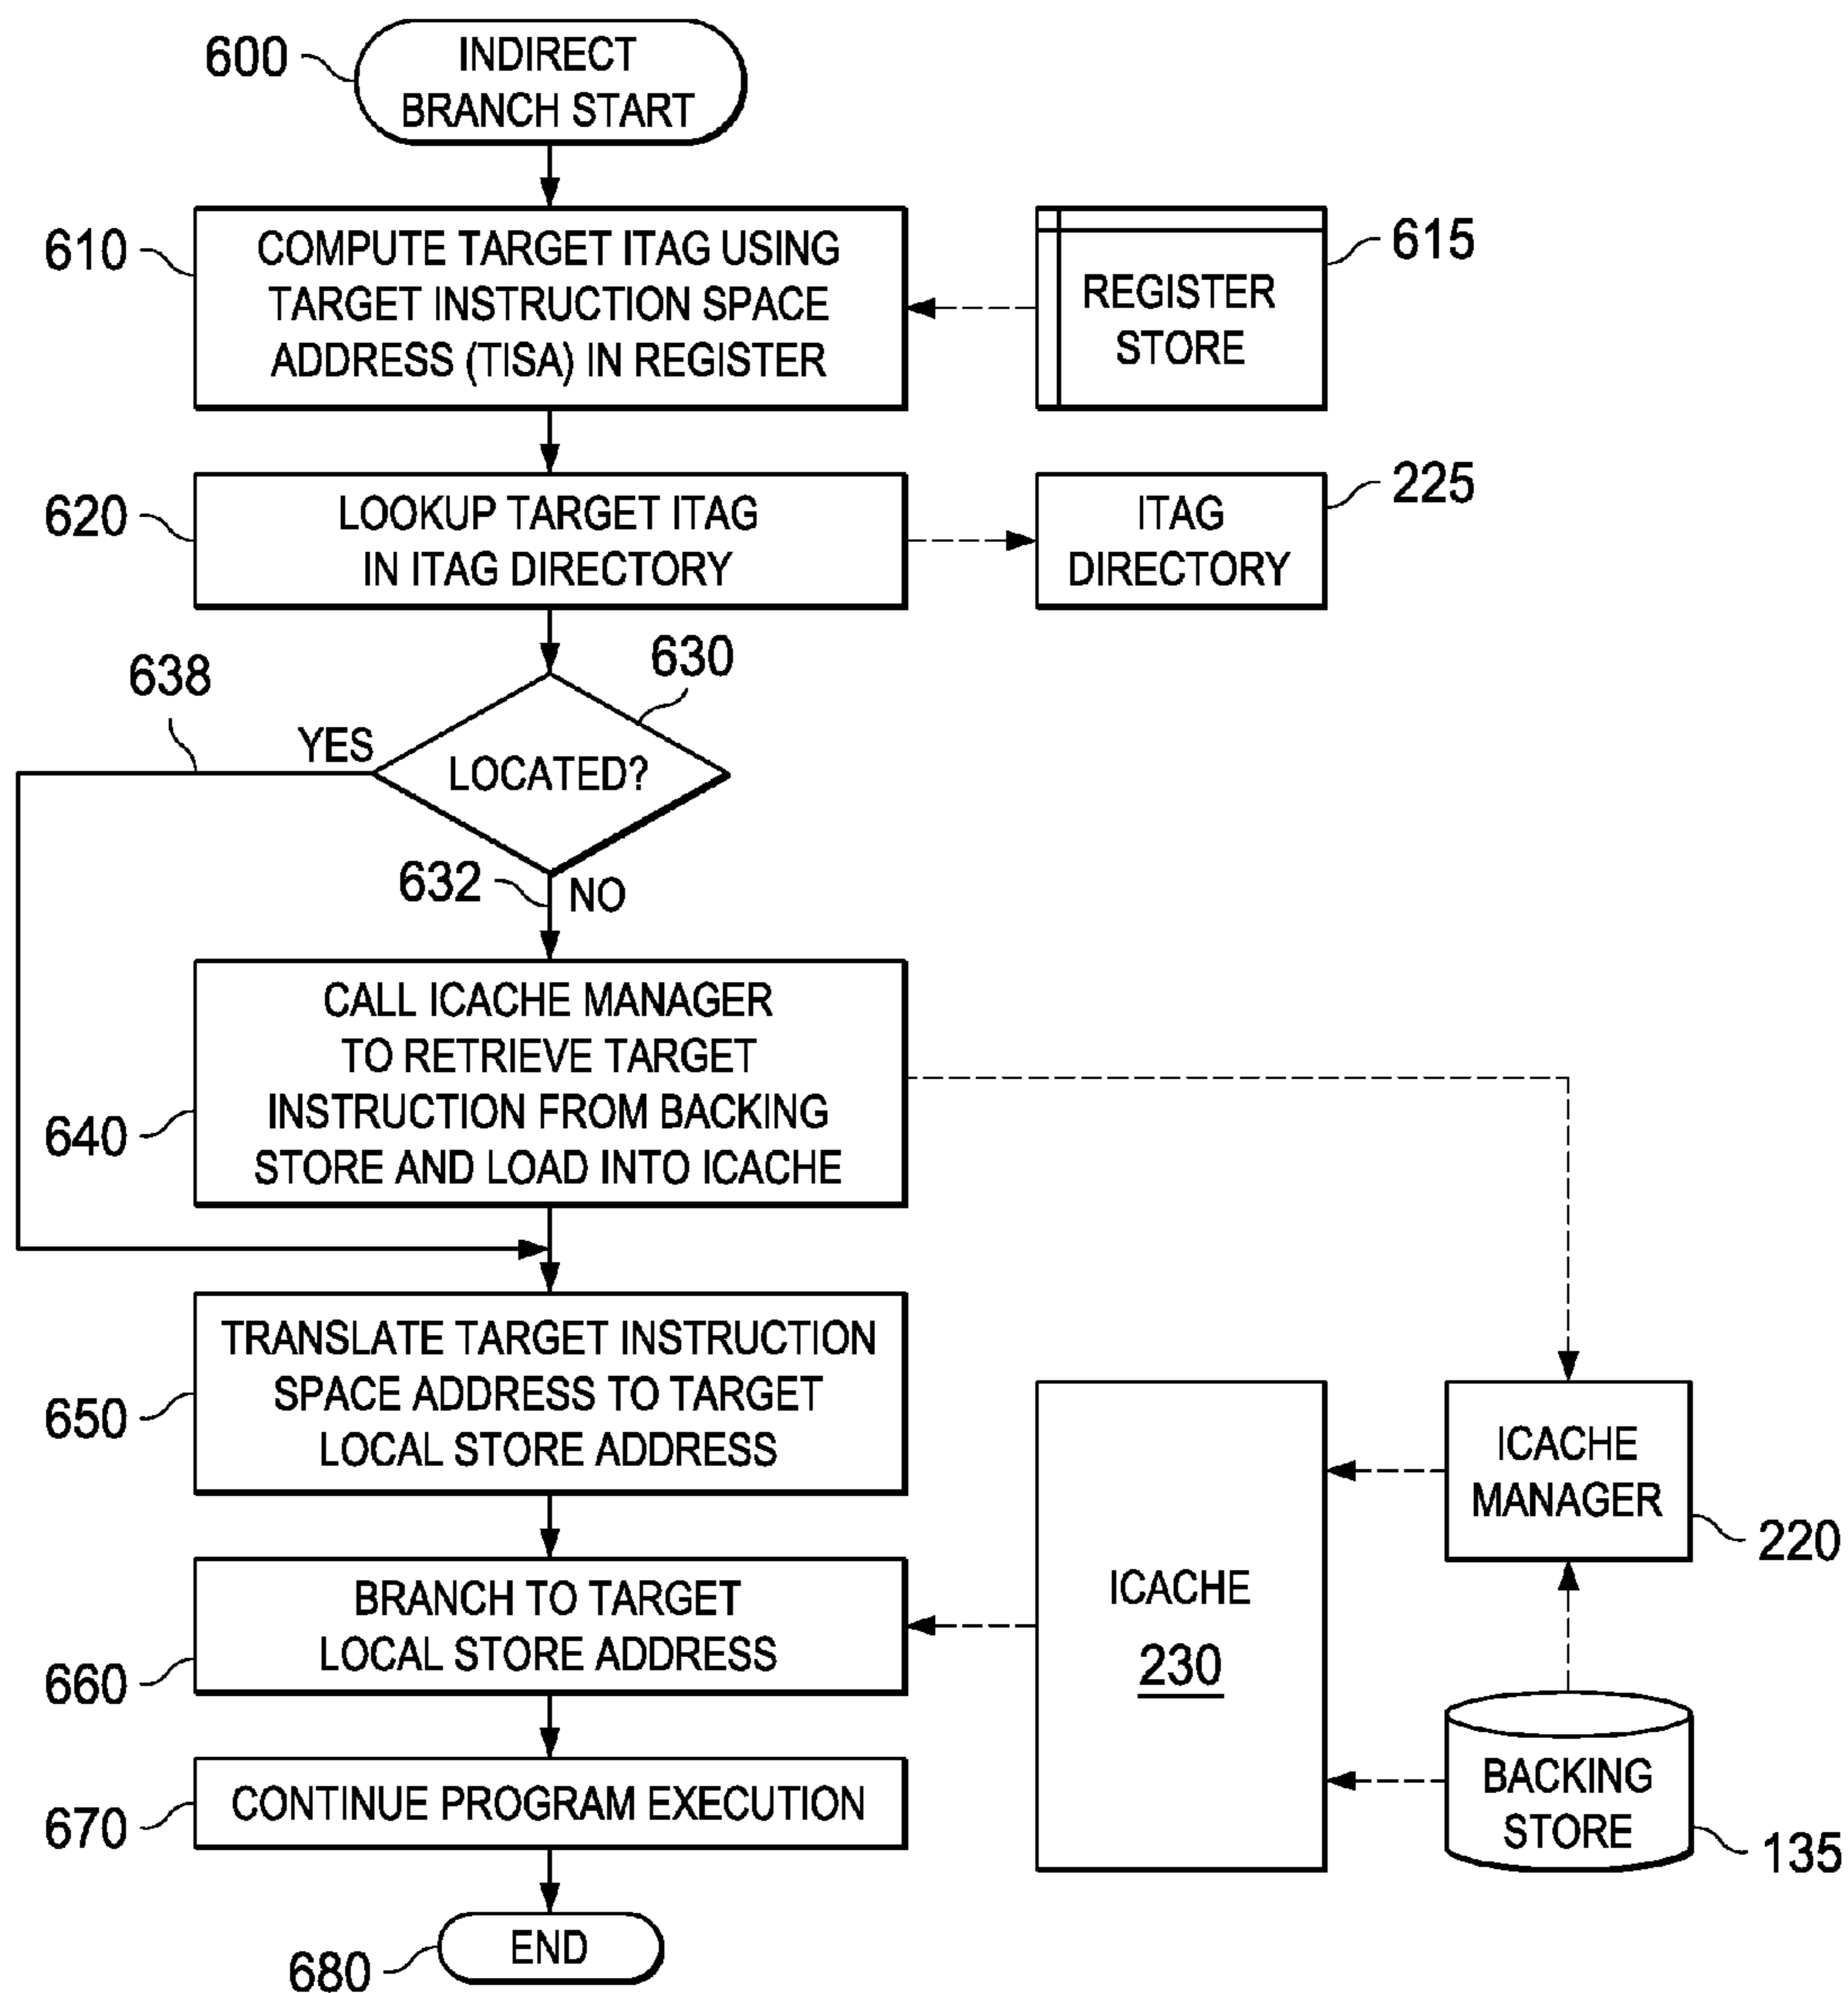 600
INDIRECT
BRANCH START
610
COMPUTE TARGET ITAG USING
TARGET INSTRUCTION SPACE
ADDRESS (TISA) IN REGISTER
REGISTER
STORE
615
620
LOOKUP TARGET ITAG
IN ITAG DIRECTORY
ITAG
DIRECTORY
225
630
638
YES
LOCATED?
632
NO
640
CALL ICACHE MANAGER
TO RETRIEVE TARGET
INSTRUCTION FROM BACKING
STORE AND LOAD INTO ICACHE
650
TRANSLATE TARGET INSTRUCTION
SPACE ADDRESS TO TARGET
LOCAL STORE ADDRESS
ICACHE
MANAGER
220
660
BRANCH TO TARGET
LOCAL STORE ADDRESS
ICACHE
230
670
CONTINUE PROGRAM EXECUTION
BACKING
STORE
135
680
END